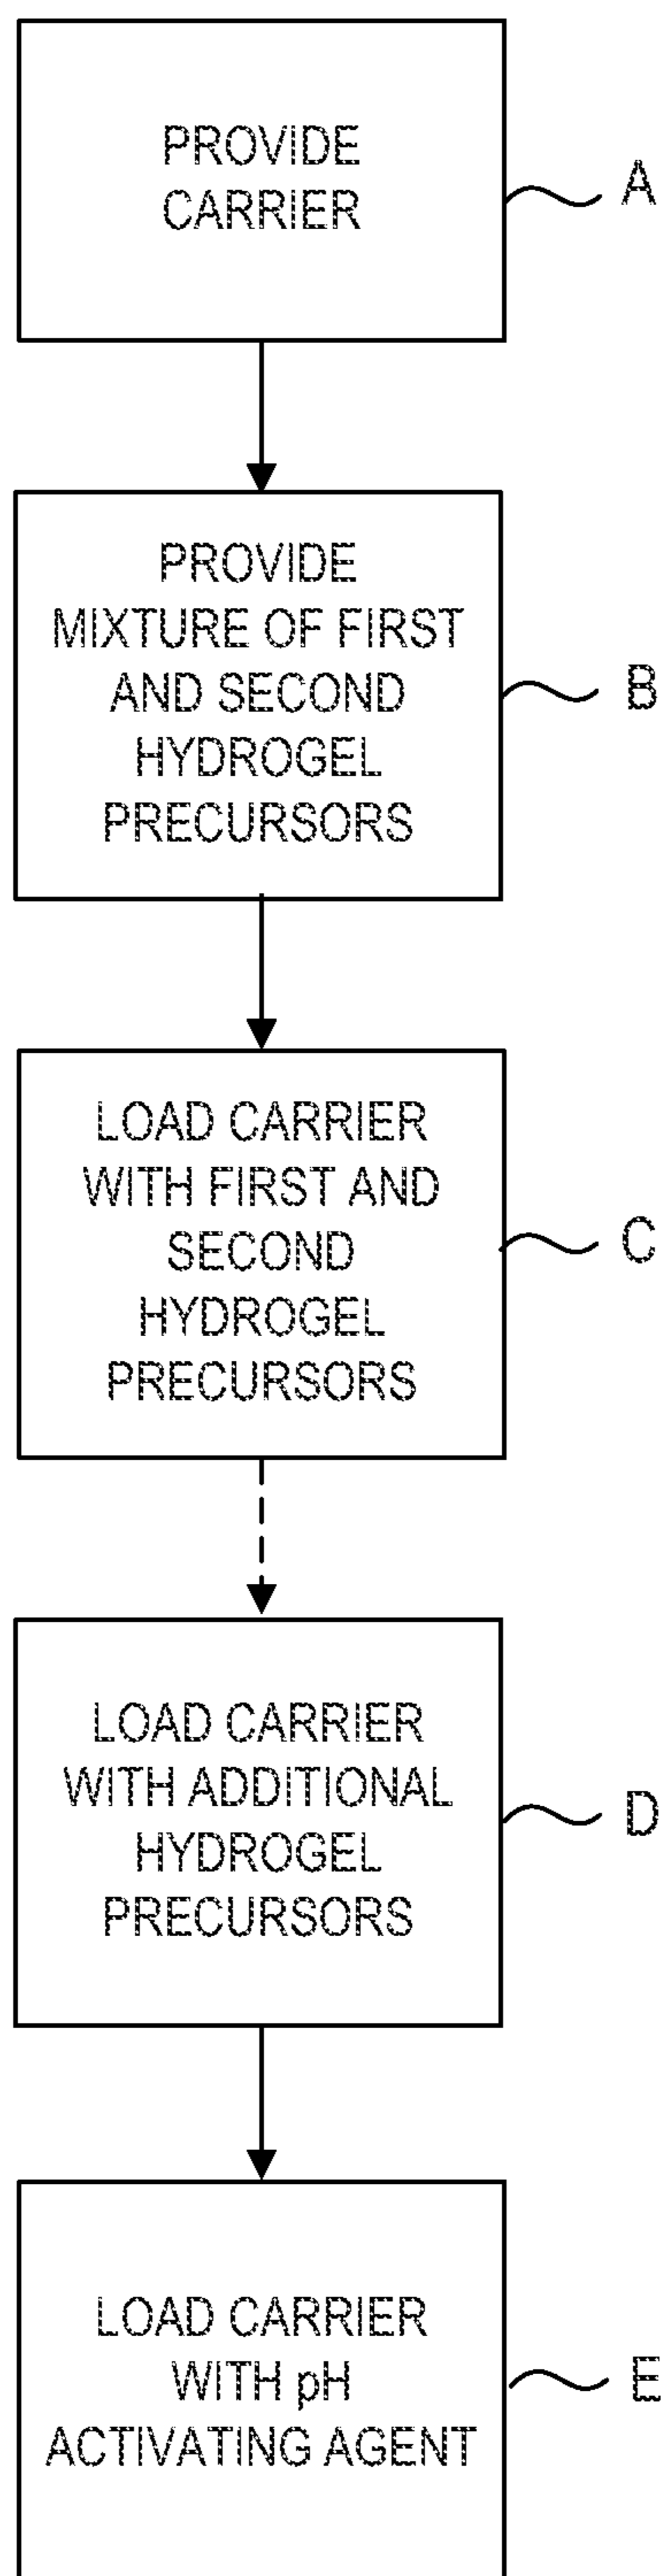 PROVIDE
CARRIER
A
PROVIDE
MIXTURE OF FIRST
AND SECOND
HYDROGEL
PRECURSORS
B
LOAD CARRIER
WITH FIRST AND
SECOND
HYDROGEL
PRECURSORS
C
LOAD CARRIER
WITH ADDITIONAL
HYDROGEL
PRECURSORS
D
LOAD CARRIER
WITH pH
ACTIVATING AGENT
E